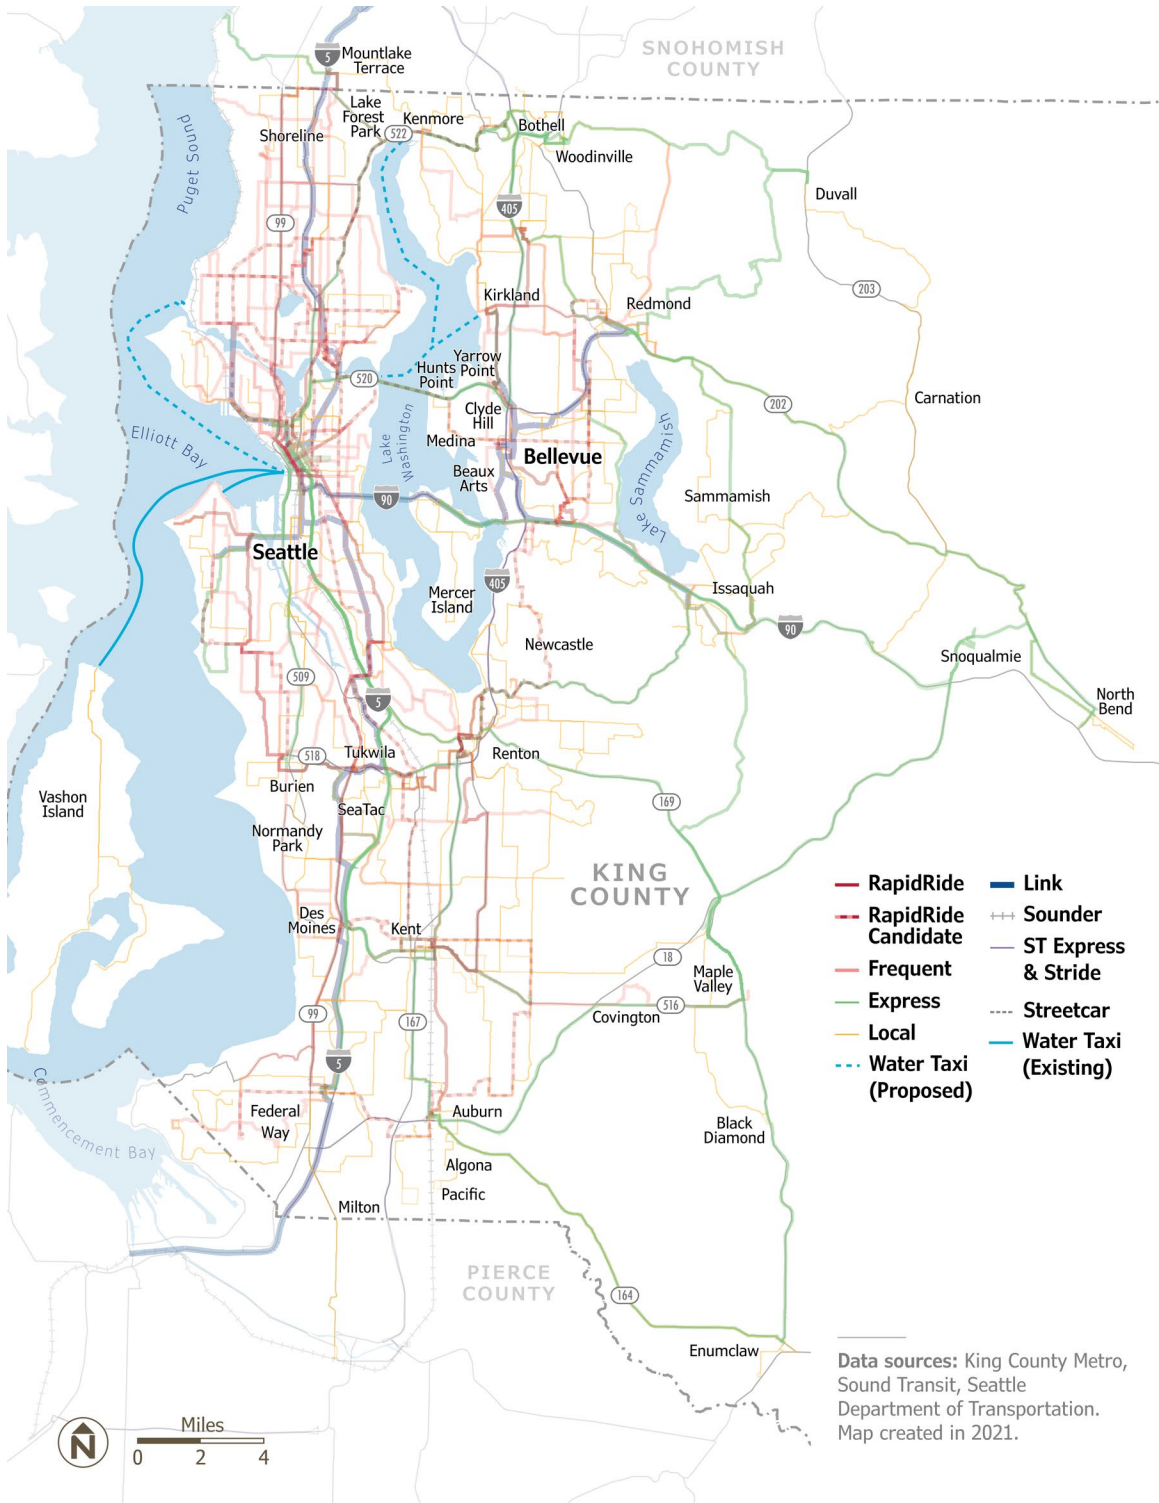 SNOHOMISH
COUNTY
5
Mountlake
Terrace
Lake
Forest
Park
522
Kenmore
Bothell
Shoreline
Woodinville
Puget Sound
Duvall
405
99
203
Kirkland
Redmond
Yarrow
Point
Hunts
Point
520
202
Carnation
Clyde
Hill
Elliott Bay
Lake
Washington
Medina
Bellevue
Beaux
Arts
Lake Sammamish
Sammamish
90
Seattle
405
Mercer
Island
Issaquah
90
Newcastle
Snoqualmie
509
5
North
Bend
518
Tukwila
Renton
Burien
Vashon
Island
SeaTac
169
Normandy
Park
KING
COUNTY
Des
Moines
Kent
18
Maple
Valley
516
Covington
99
167
5
Commencement Bay
Federal
Way
Auburn
Black
Diamond
Algona
Pacific
Milton
PIERCE
COUNTY
164
Enumclaw
RapidRide
RapidRide
Candidate
Frequent
Express
Local
Water Taxi
(Proposed)
Link
Sounder
ST Express
& Stride
Streetcar
Water Taxi
(Existing)
Data sources: King County Metro,
Sound Transit, Seattle
Department of Transportation.
Map created in 2021.
N
Miles
0 2 4